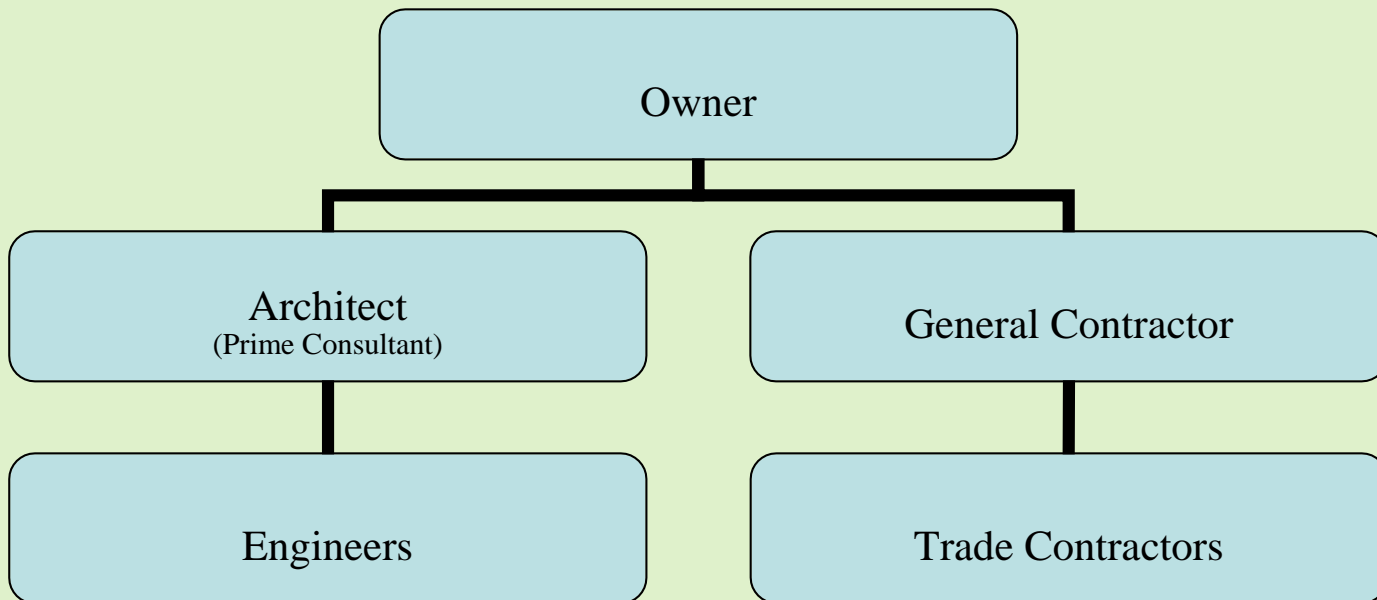 Owner
Architect
(Prime Consultant)
General Contractor
Engineers
Trade Contractors